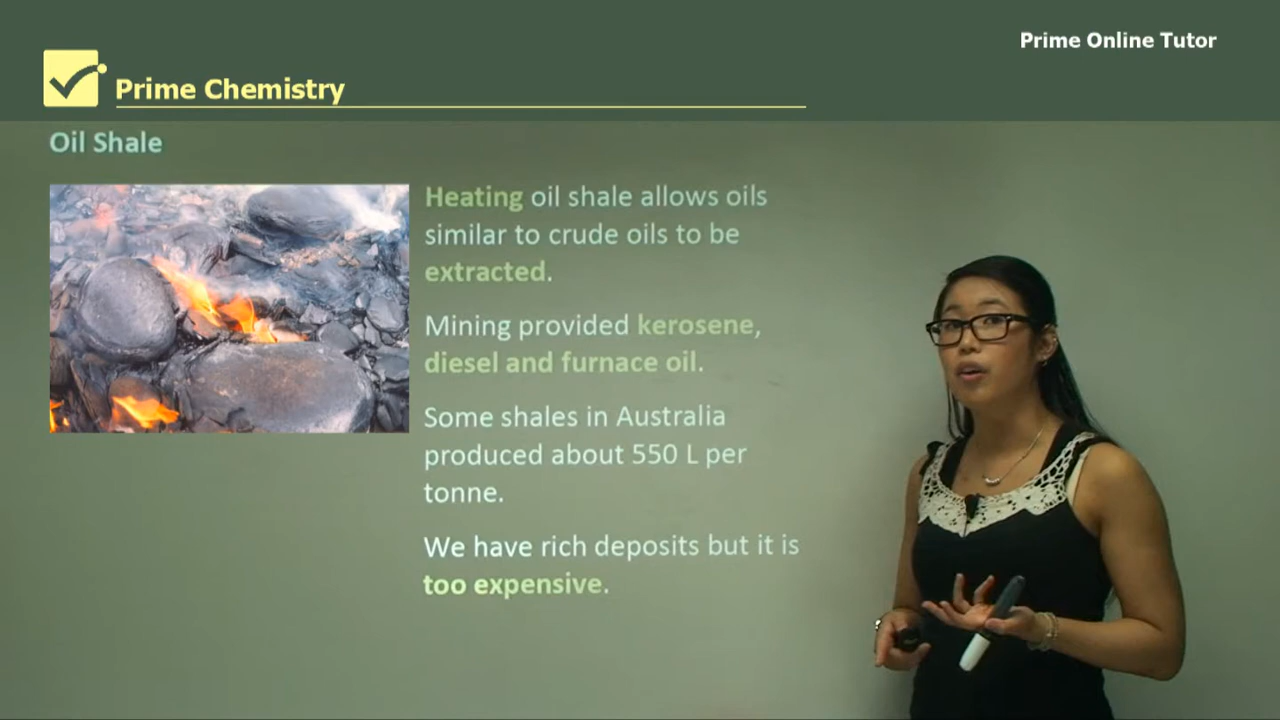 Prime Online Tutor
Prime Chemistry
Oil Shale
Heating oil shale allows oils
similar to crude oils to be
extracted.
Mining provided kerosene,
diesel and furnace oil.
Some shales in Australia
produced about 550 L per
tonne.
We have rich deposits but it is
too expensive.